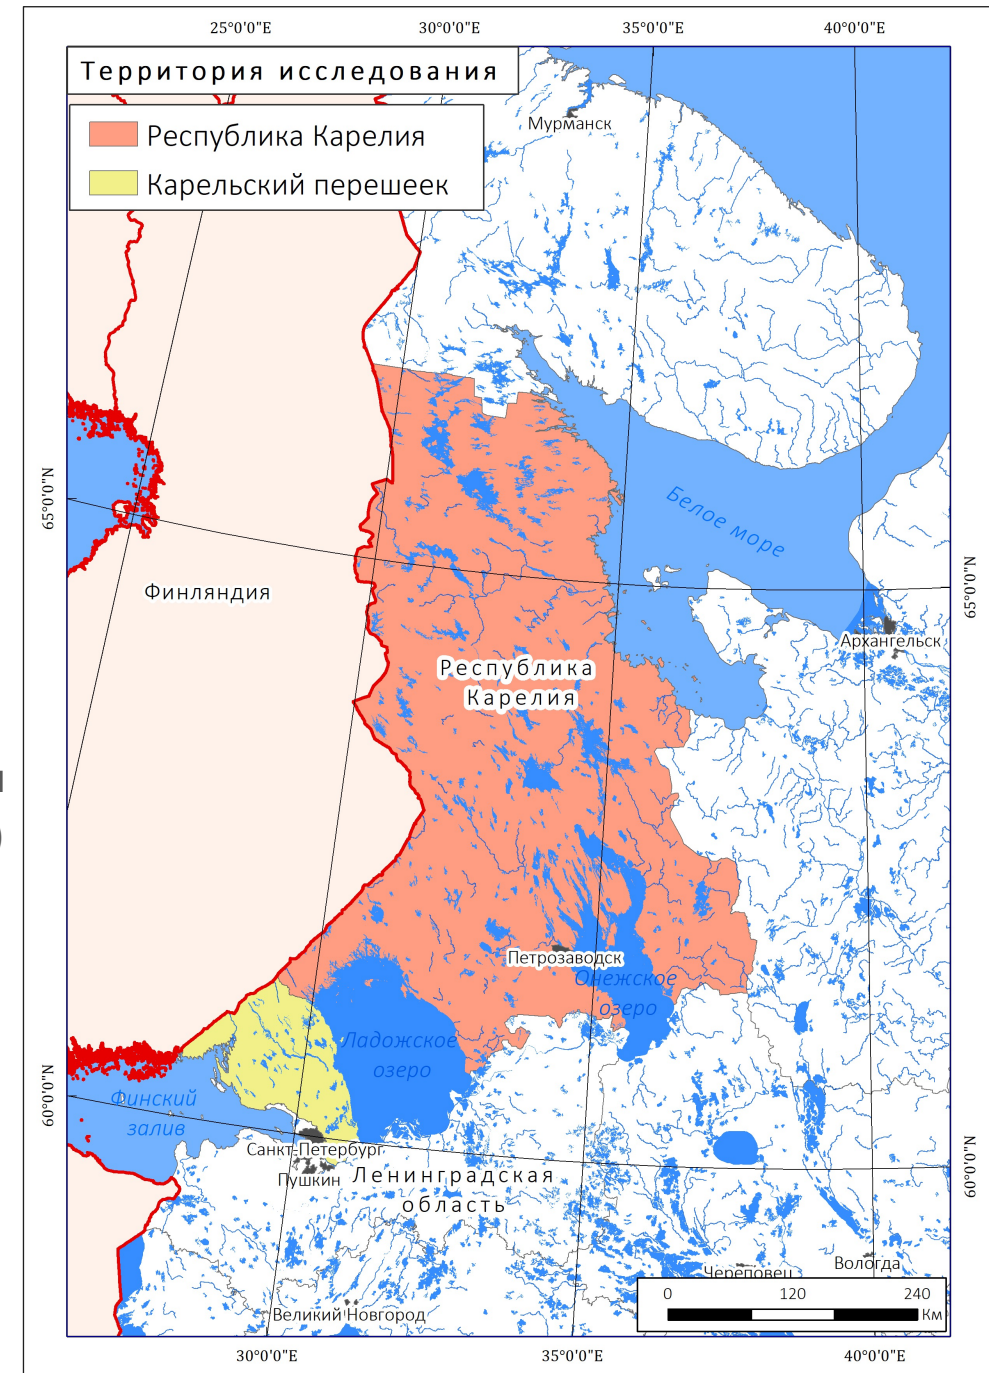 25°0'0"E 30°0'0"E 35°0'0"E 40°0'0"E
Территория исследования
Республика Карелия
Карельский перешеек
Мурманск
65°0'0"N
Белое море
65°0'0"N
Финляндия
Архангельск
Республика
Карелия
Петрозаводск
Онежское
озеро
Ладожское
озеро
60°0'0"N
Финский
залив
60°0'0"N
Санкт-Петербург
Пушкин
Ленинградская
область
Вологда
Череповец
0 120 240
Км
Великий Новгород
30°0'0"E 35°0'0"E 40°0'0"E